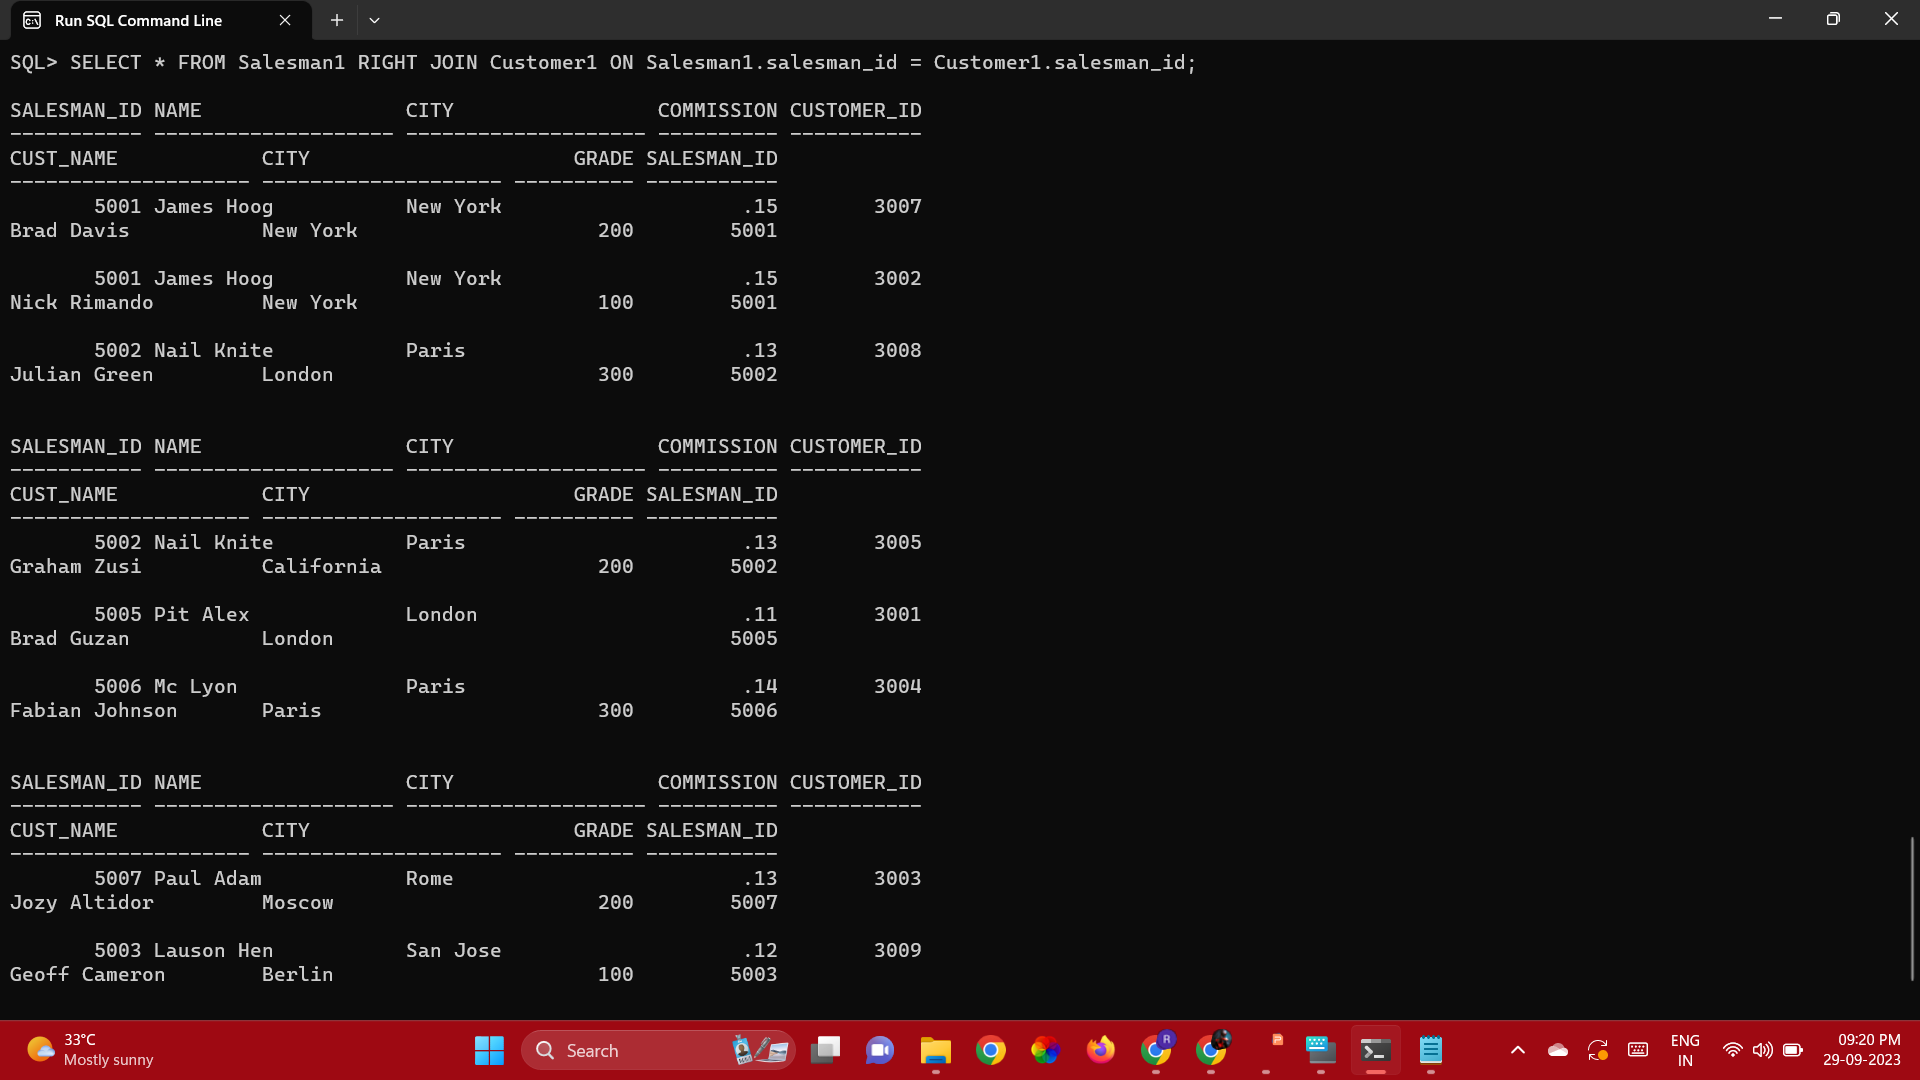 Run SQL Command Line
SQL> SELECT * FROM Salesman1 RIGHT JOIN Customer1 ON Salesman1.salesman_id = Customer1.salesman_id;
SALESMAN_ID NAME                 CITY                 COMMISSION CUSTOMER_ID
----------- -------------------- -------------------- ---------- -----------
CUST_NAME            CITY                      GRADE SALESMAN_ID
-------------------- -------------------- ---------- -----------
       5001 James Hoog           New York                    .15        3007
Brad Davis           New York                    200        5001
       5001 James Hoog           New York                    .15        3002
Nick Rimando         New York                    100        5001
       5002 Nail Knite           Paris                       .13        3008
Julian Green         London                      300        5002
SALESMAN_ID NAME                 CITY                 COMMISSION CUSTOMER_ID
----------- -------------------- -------------------- ---------- -----------
CUST_NAME            CITY                      GRADE SALESMAN_ID
-------------------- -------------------- ---------- -----------
       5002 Nail Knite           Paris                       .13        3005
Graham Zusi          California                  200        5002
       5005 Pit Alex             London                      .11        3001
Brad Guzan           London                                 5005
       5006 Mc Lyon              Paris                       .14        3004
Fabian Johnson       Paris                       300        5006
SALESMAN_ID NAME                 CITY                 COMMISSION CUSTOMER_ID
----------- -------------------- -------------------- ---------- -----------
CUST_NAME            CITY                      GRADE SALESMAN_ID
-------------------- -------------------- ---------- -----------
       5007 Paul Adam            Rome                        .13        3003
Jozy Altidor         Moscow                      200        5007
       5003 Lauson Hen           San Jose                    .12        3009
Geoff Cameron        Berlin                      100        5003
33°C
Mostly sunny
Search
R
ENG
IN
09:20 PM
29-09-2023